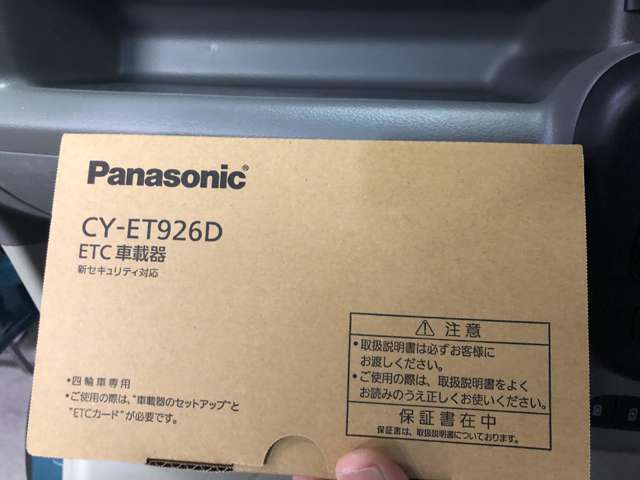 Panasonic®
CY-ET926D
ETC 車載器
新セキュリティ対応
•四輪車専用
•ご使用の際は、"車載器のセットアップ"と
"ETCカード"が必要です。
⚠ 注意
•取扱説明書は必ずお客様に
お渡しください。
•ご使用の際は、取扱説明書をよく
お読みのうえ正しくお使いください。
保証書在中
保証書は、取扱説明書についております。